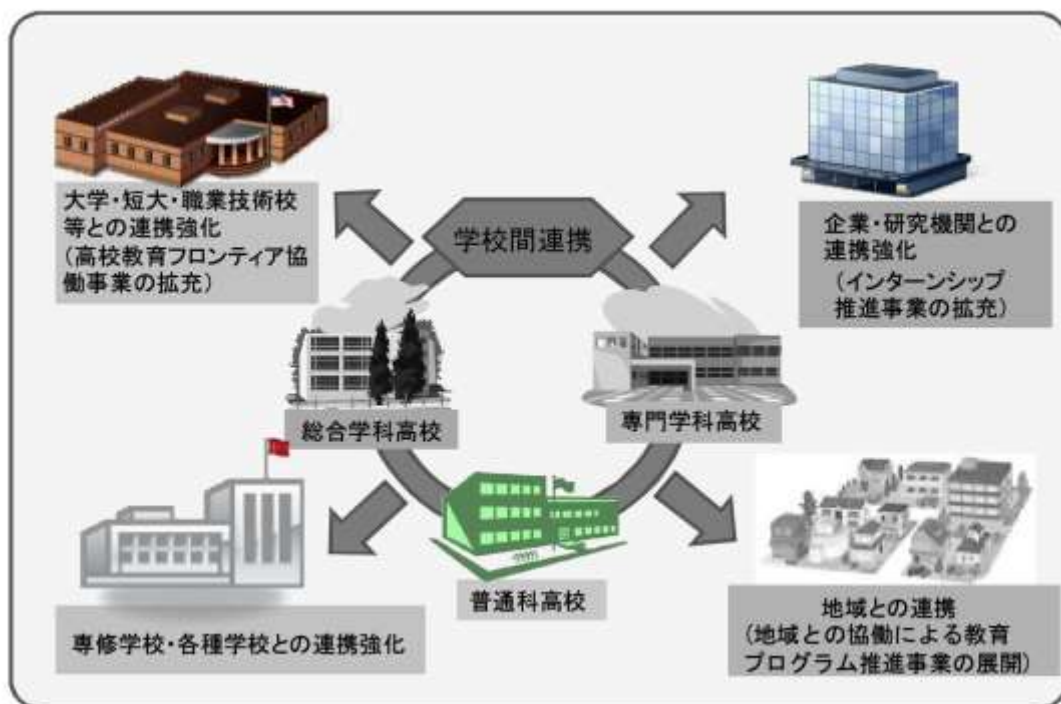 大学・短大・職業技術校
等との連携強化
(高校教育フロンティア協
働事業の拡充)
企業・研究機関との
連携強化
(インターンシップ
推進事業の拡充)
学校間連携
総合学科高校
専門学科高校
普通科高校
専修学校・各種学校との連携強化
地域との連携
(地域との協働による教育
プログラム推進事業の展開)